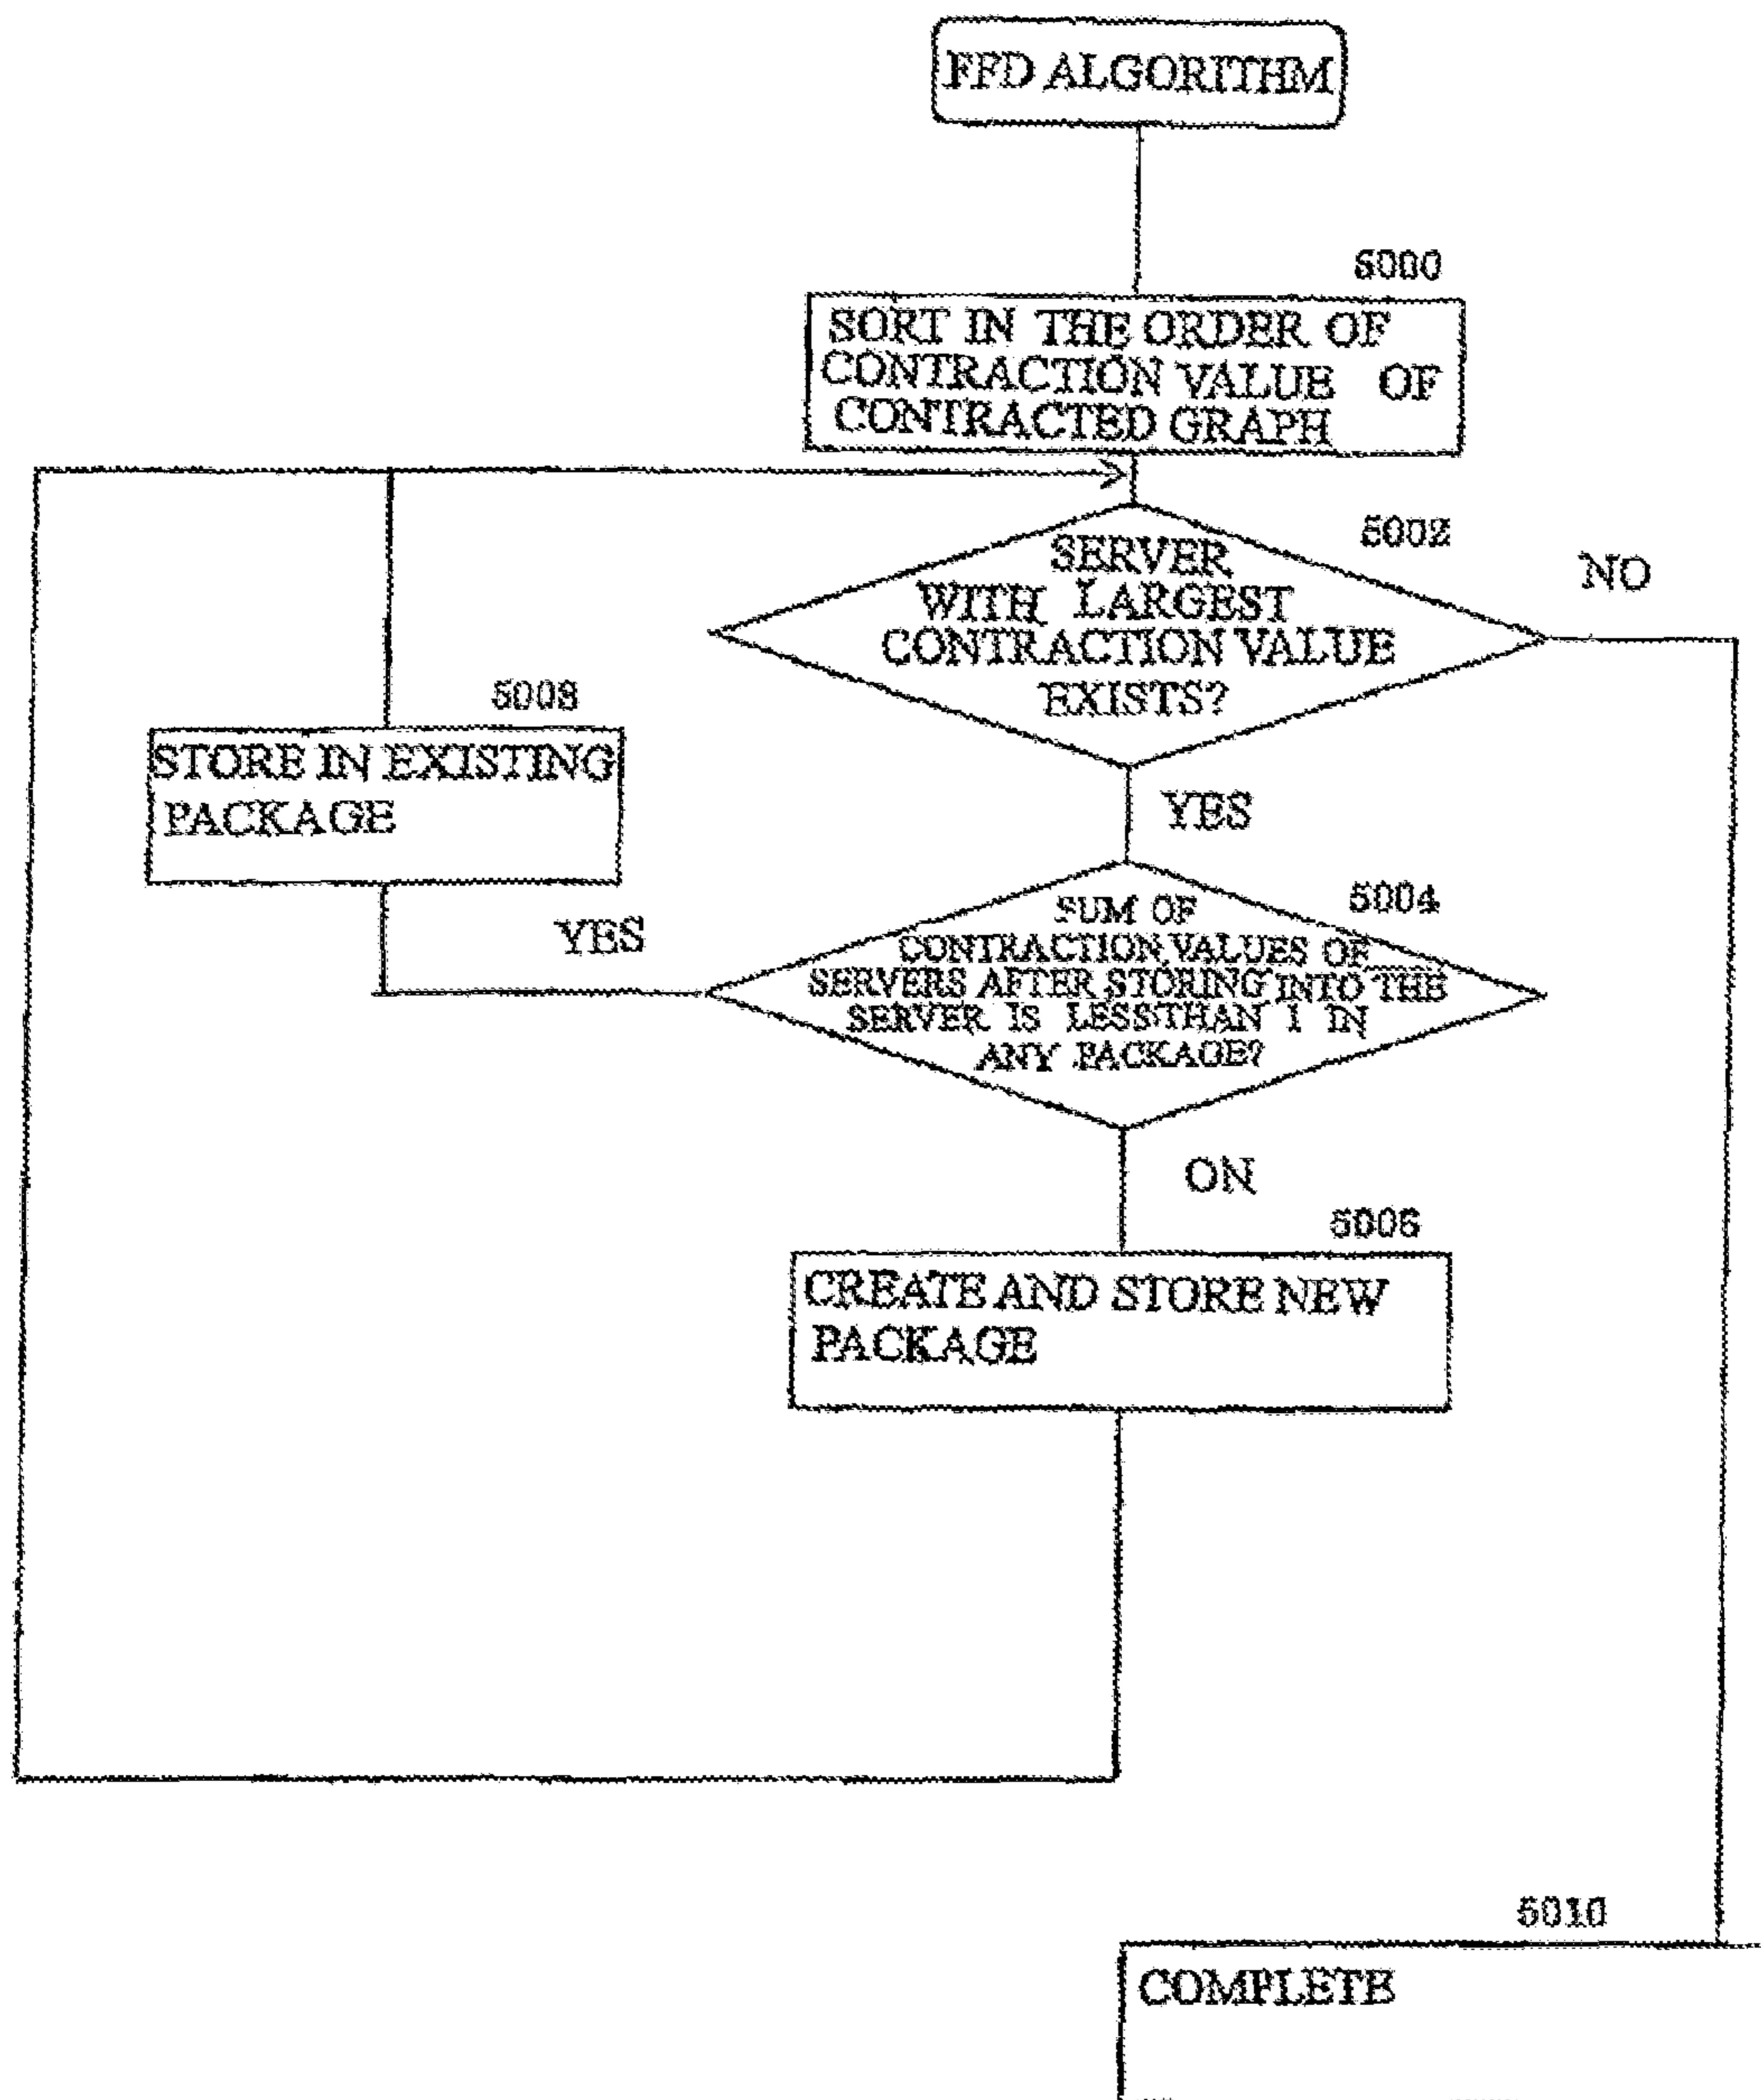 FFD ALGORITHM
5000
SORT IN THE ORDER OF
CONTRACTION VALUE OF
CONTRACTED GRAPH
5002
NO
SERVER
WITH LARGEST
CONTRACTION VALUE
EXISTS?
5008
STORE IN EXISTING
PACKAGE
YES
YES
5004
SUM OF
CONTRACTION VALUES OF
SERVERS AFTER STORING INTO THE
SERVER IS LESS THAN 1 IN
ANY PACKAGE?
ON
5006
CREATE AND STORE NEW
PACKAGE
5010
COMPLETE